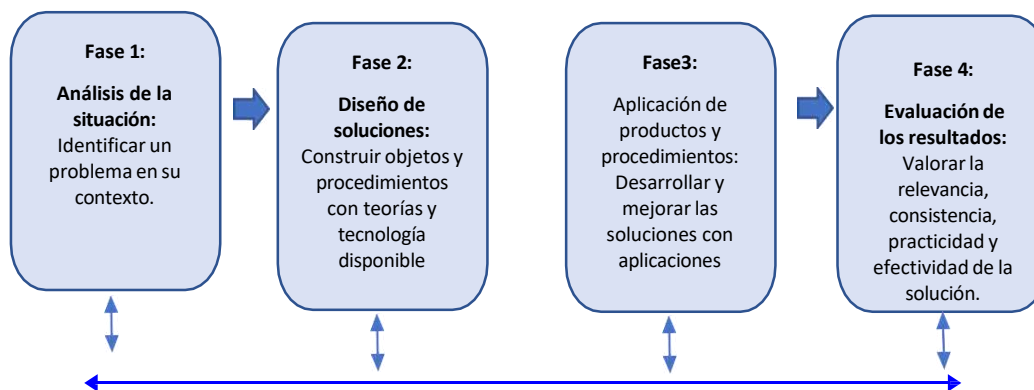 Fase 1:
Análisis de la
situación:
Identificar un
problema en su
contexto.
Fase 2:
Diseño de
soluciones:
Construir objetos y
procedimientos
con teorías y
tecnología
disponible
Fase3:
Aplicación de
productos y
procedimientos:
Desarrollar y
mejorar las
soluciones con
aplicaciones
Fase 4:
Evaluación de
los resultados:
Valorar la
relevancia,
consistencia,
practicidad y
efectividad de la
solución.